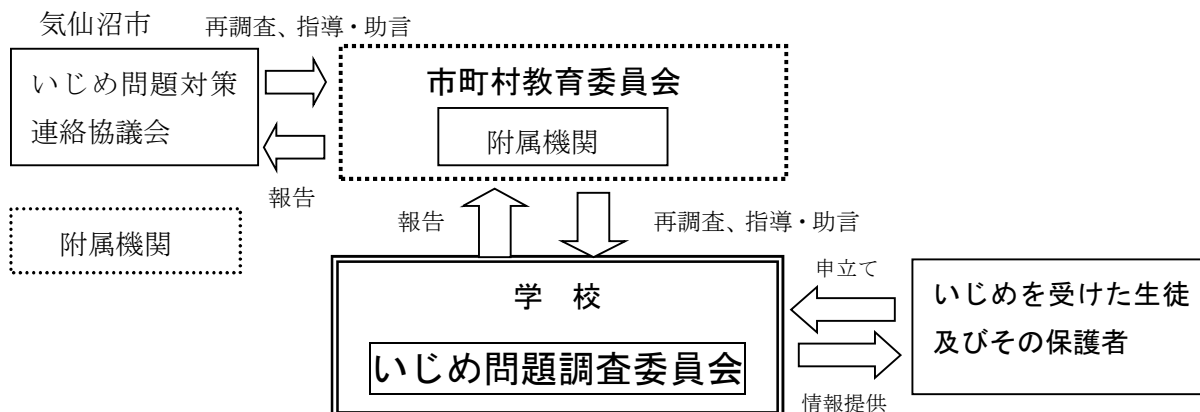 気仙沼市
再調査、指導・助言
いじめ問題対策
連絡協議会
市町村教育委員会
附属機関
報告
附属機関
報告
再調査、指導・助言
学　校
いじめ問題調査委員会
申立て
いじめを受けた生徒
及びその保護者
情報提供